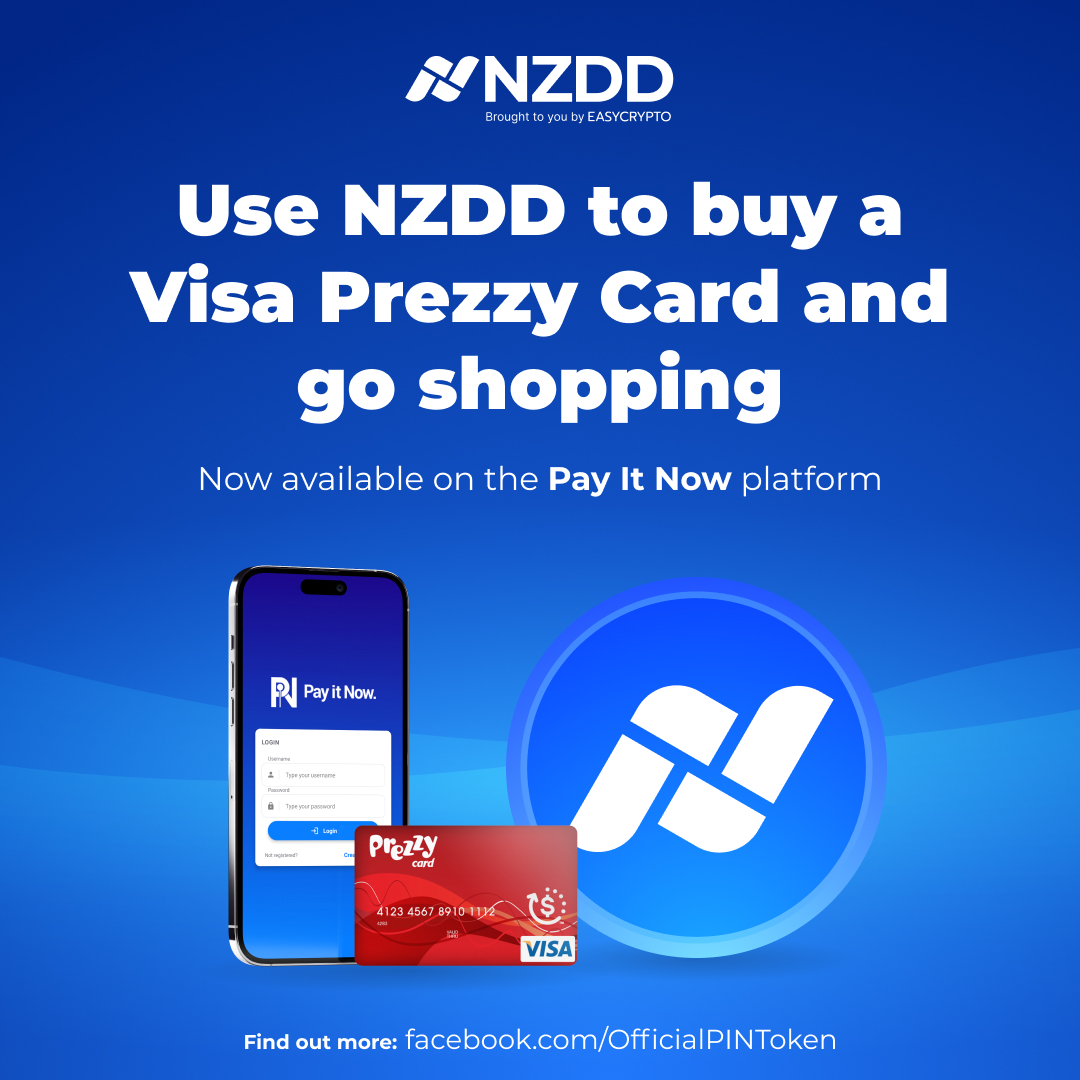 NZDD
Brought to you by EASYCRYPTO
Use NZDD to buy a
Visa Prezzy Card and
go shopping
Now available on the Pay It Now platform
Pay it Now.
LOGIN
Username
Type your username
Password
Type your password
Login
Not registered?
Prezzy
card
4123 4567 8910 1112
VISA
Find out more: facebook.com/OfficialPINToken